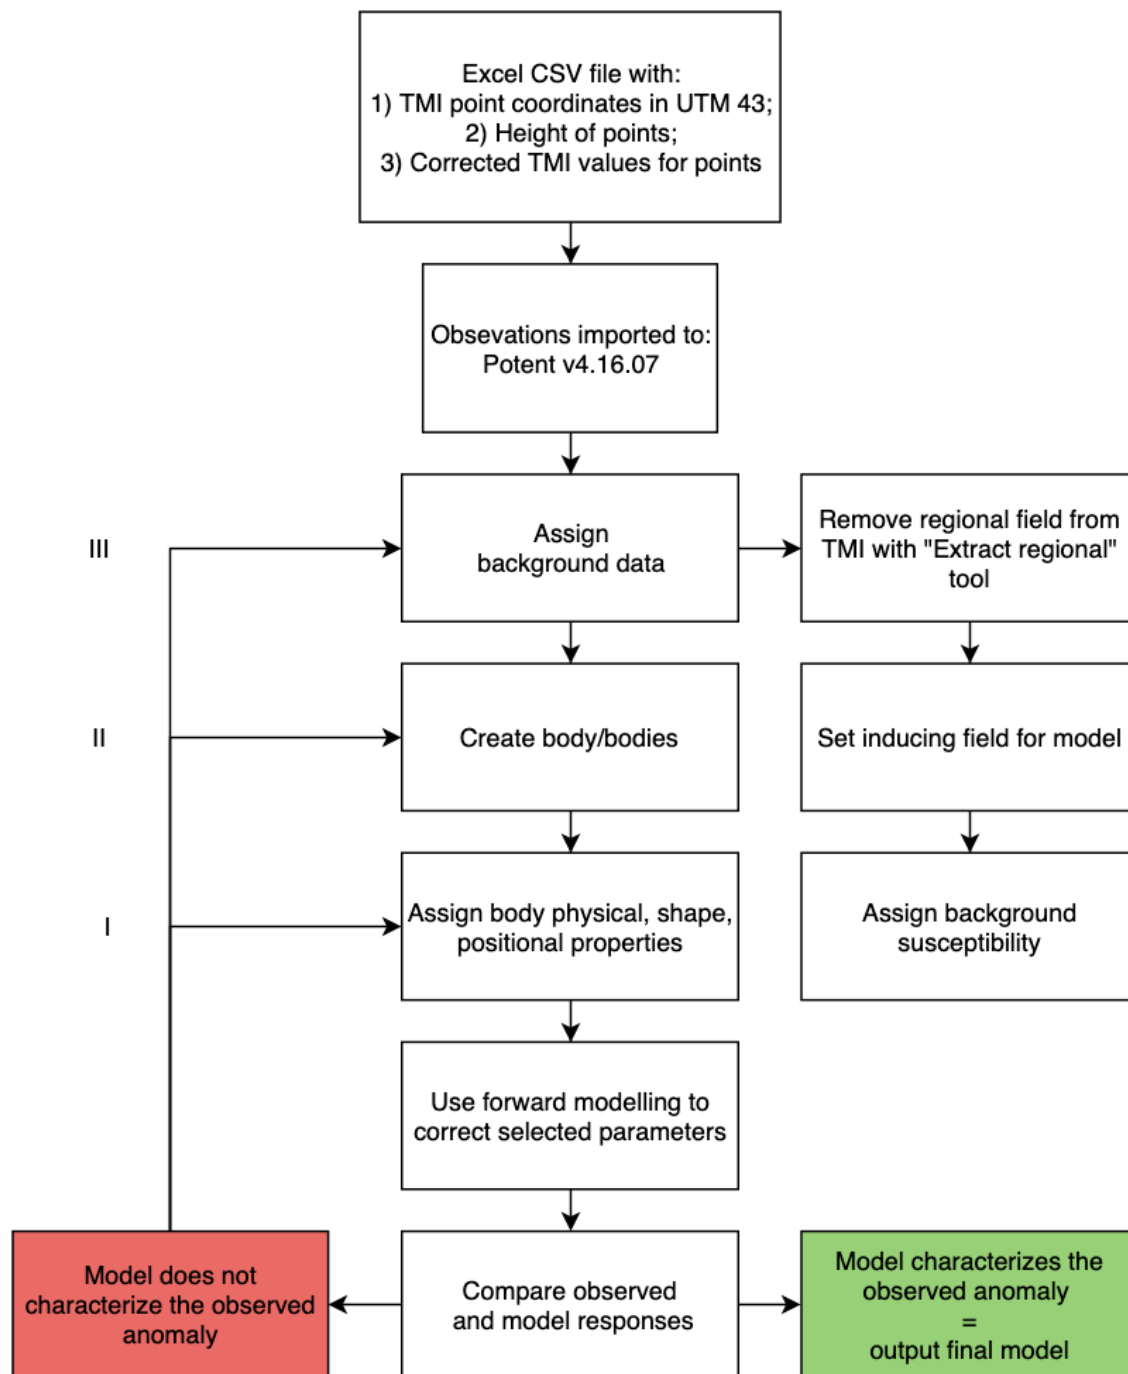 Excel CSV file with:
1) TMI point coordinates in UTM 43;
2) Height of points;
3) Corrected TMI values for points
Obsevations imported to:
Potent v4.16.07
III
Assign
background data
Remove regional field from
TMI with "Extract regional"
tool
II
Create body/bodies
Set inducing field for model
I
Assign body physical, shape,
positional properties
Assign background
susceptibility
Use forward modelling to
correct selected parameters
Model does not
characterize the observed
anomaly
Compare observed
and model responses
Model characterizes the
observed anomaly
=
output final model